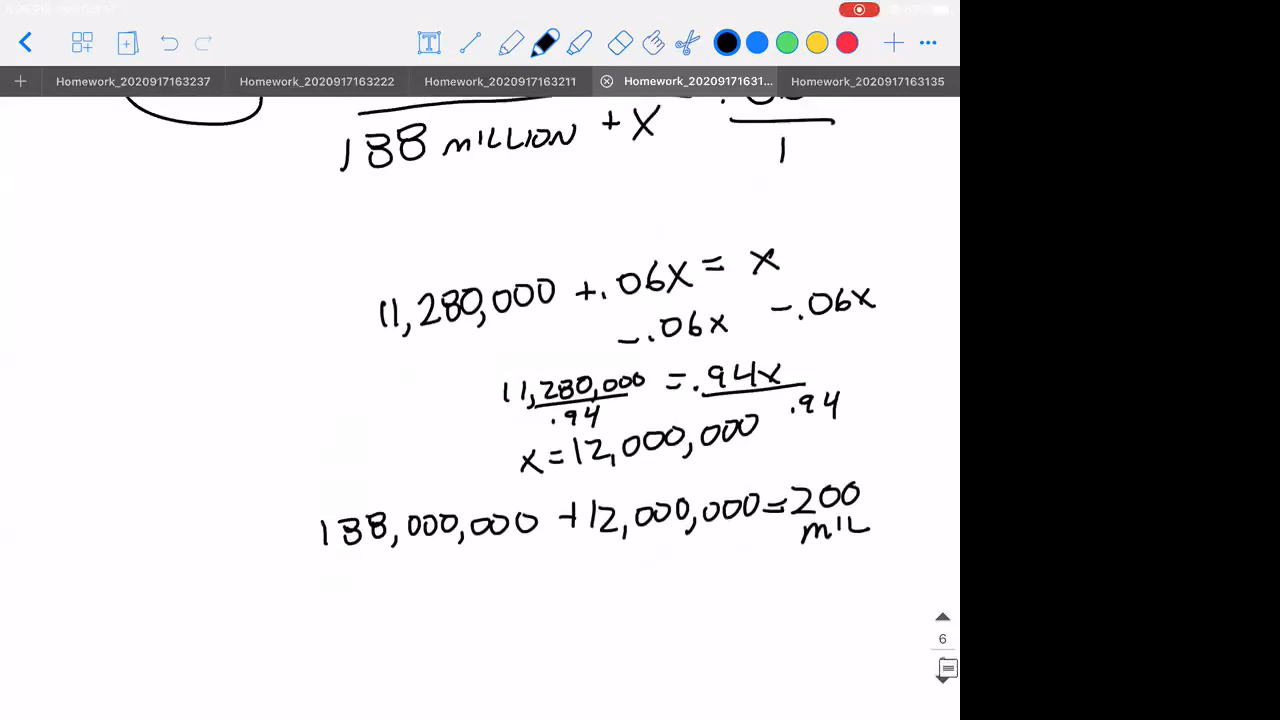 Homework_2020917163237 Homework_2020917163222 Homework_2020917163211 Homework_20209171631... Homework_2020917163135
188 MILLION + X 1
11,280,000 + .06X = X
- .06X - .06X
11,280,000 = .94X
.94 .94
X = 12,000,000
188,000,000 + 12,000,000 = 200
MIL
6